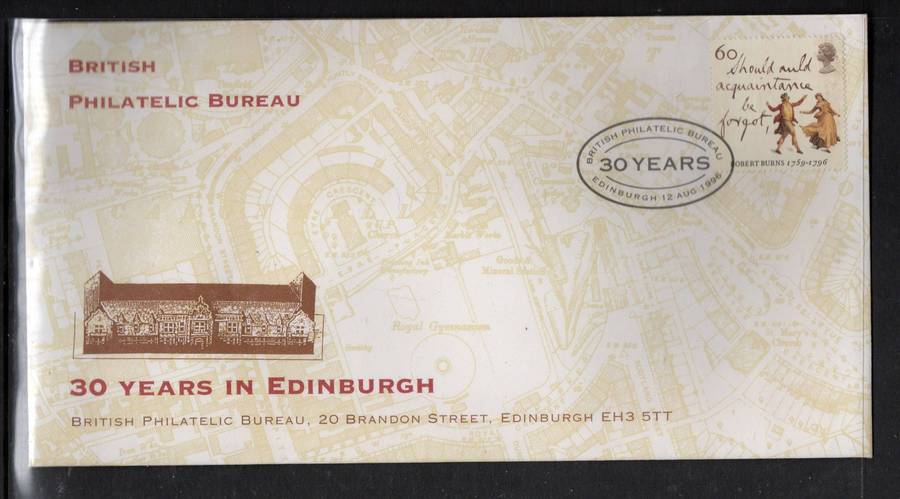 BRITISH
PHILATELIC BUREAU
60
Should auld
acquaintance
be
forgot,
ROBERT BURNS 1759-1796
BRITISH PHILATELIC BUREAU
30 YEARS
EDINBURGH 12 AUG 1996
Royal Gymnasium
30 YEARS IN EDINBURGH
BRITISH PHILATELIC BUREAU, 20 BRANDON STREET, EDINBURGH EH3 5TT